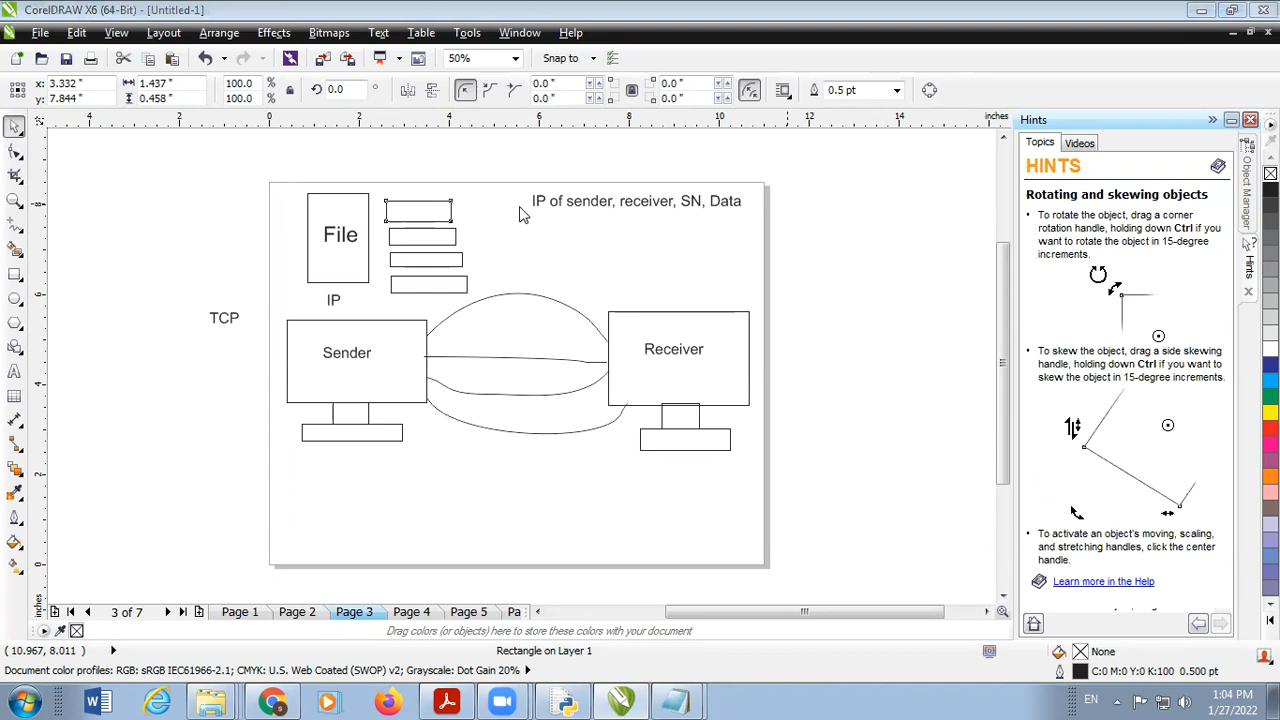 CorelDRAW X6 (64-Bit) - [Untitled-1]
File Edit View Layout Arrange Effects Bitmaps Text Table Tools Window Help
50% Snap to
x: 3.332 " 1.437 " 100.0 % 0.0 ° 0.0 " 0.0 " 0.5 pt
y: 7.844 " 0.458 " 100.0 % 0.0 " 0.0 "
4 2 0 2 4 6 8 10 12 14 inches
8
6
4
2
0
inches
File
IP of sender, receiver, SN, Data
IP
TCP
Sender
Receiver
Hints
Topics Videos
HINTS
Rotating and skewing objects
• To rotate the object, drag a corner
rotation handle, holding down Ctrl if you
want to rotate the object in 15-degree
increments.
• To skew the object, drag a side skewing
handle, holding down Ctrl if you want to
skew the object in 15-degree increments.
• To activate an object's moving, scaling,
and stretching handles, click the center
handle.
Learn more in the Help
Object Manager
Hints
3 of 7 Page 1 Page 2 Page 3 Page 4 Page 5 Pa
Drag colors (or objects) here to store these colors with your document
( 10.967, 8.011 ) Rectangle on Layer 1 None
Document color profiles: RGB: sRGB IEC61966-2.1; CMYK: U.S. Web Coated (SWOP) v2; Grayscale: Dot Gain 20% C:0 M:0 Y:0 K:100 0.500 pt
EN
1:04 PM
1/27/2022